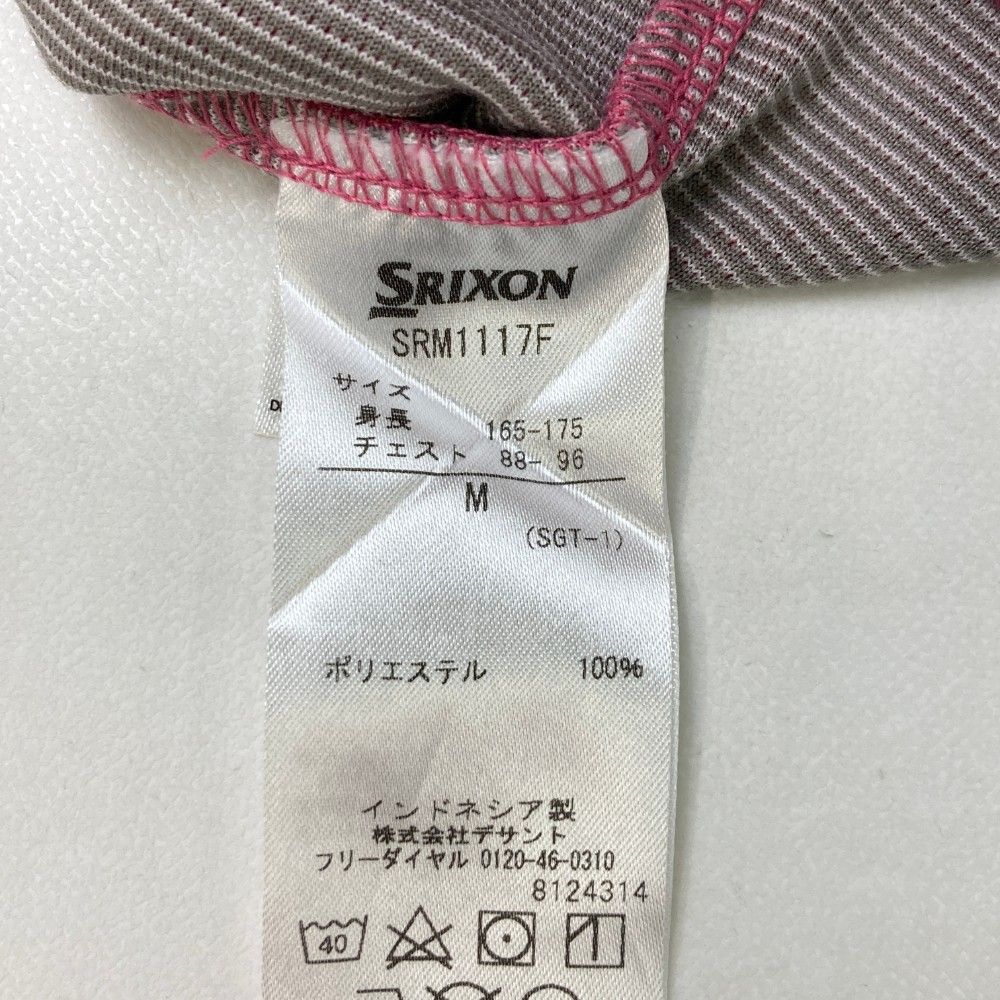 SRIXON
SRM1117F
サイズ
身長 165-175
チェスト 88- 96
M
(SGT-1)
ポリエステル 100%
インドネシア製
株式会社デサント
フリーダイヤル 0120-46-0310
8124314
40